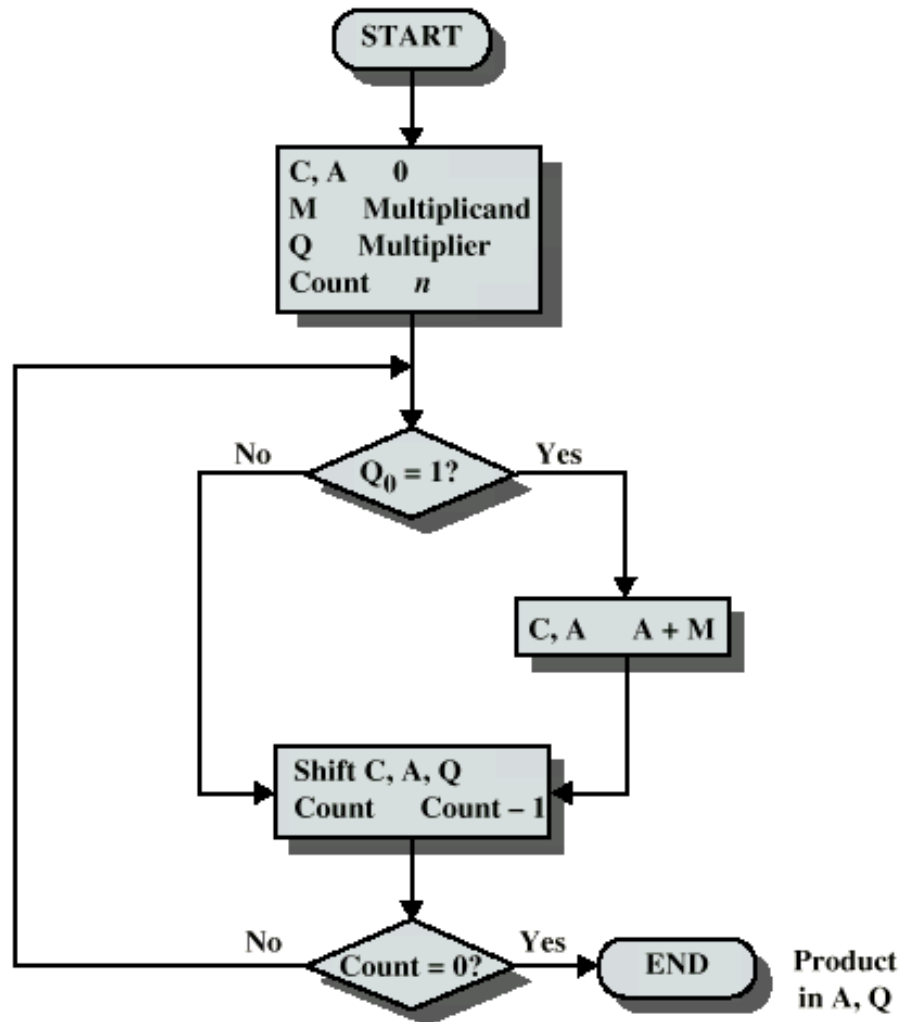 START
C, A 0
M Multiplicand
Q Multiplier
Count n
No
Yes
Q0 = 1?
C, A A + M
Shift C, A, Q
Count Count – 1
No
Yes
Count = 0?
END
Product
in A, Q